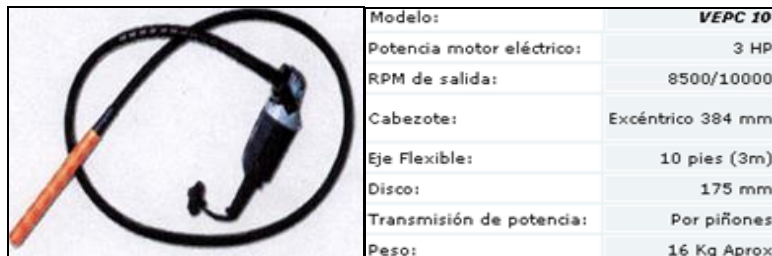 Modelo: VEPC 10
Potencia motor eléctrico: 3 HP
RPM de salida: 8500/10000
Cabezote: Excéntrico 384 mm
Eje Flexible: 10 pies (3m)
Disco: 175 mm
Transmisión de potencia: Por piñones
Peso: 16 Kg Aprox